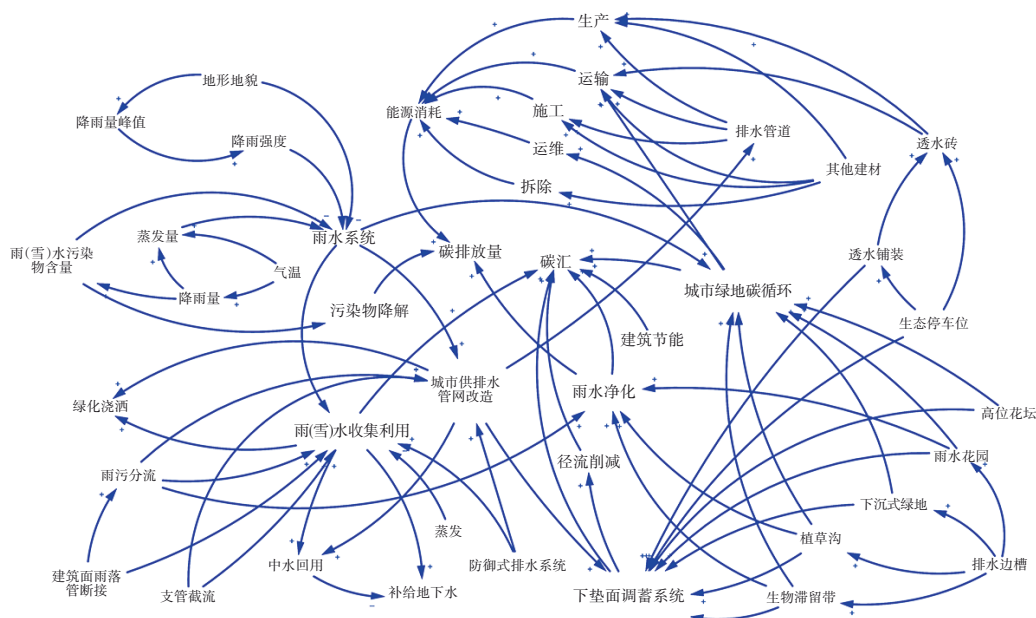 生产
地形地貌
运输
降雨量峰值
能源消耗
施工
排水管道
降雨强度
运维
透水砖
其他建材
拆除
蒸发量
雨水系统
雨(雪)水污染
物含量
碳排放量
碳汇
透水铺装
气温
降雨量
城市绿地碳循环
污染物降解
生态停车位
建筑节能
城市供排水
管网改造
雨水净化
绿化浇洒
高位花坛
雨(雪)水收集利用
雨污分流
径流削减
雨水花园
下沉式绿地
蒸发
植草沟
建筑面雨落
管断接
中水回用
防御式排水系统
排水边槽
支管截流
补给地下水
下垫面调蓄系统
生物滞留带